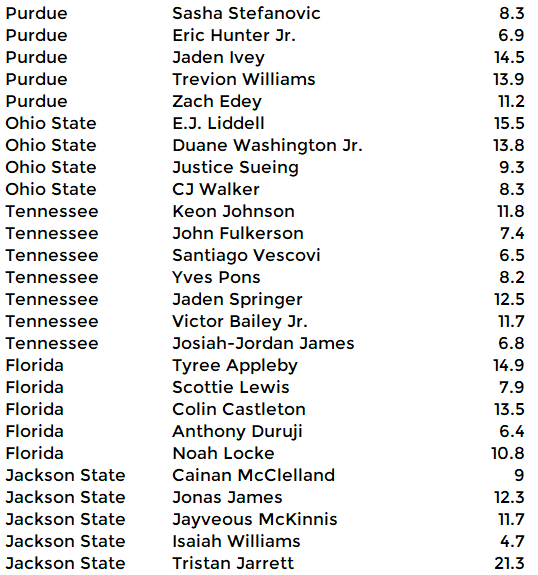 Purdue Sasha Stefanovic 8.3
Purdue Eric Hunter Jr. 6.9
Purdue Jaden Ivey 14.5
Purdue Trevion Williams 13.9
Purdue Zach Edey 11.2
Ohio State E.J. Liddell 15.5
Ohio State Duane Washington Jr. 13.8
Ohio State Justice Sueing 9.3
Ohio State CJ Walker 8.3
Tennessee Keon Johnson 11.8
Tennessee John Fulkerson 7.4
Tennessee Santiago Vescovi 6.5
Tennessee Yves Pons 8.2
Tennessee Jaden Springer 12.5
Tennessee Victor Bailey Jr. 11.7
Tennessee Josiah-Jordan James 6.8
Florida Tyree Appleby 14.9
Florida Scottie Lewis 7.9
Florida Colin Castleton 13.5
Florida Anthony Duruji 6.4
Florida Noah Locke 10.8
Jackson State Cainan McClelland 9
Jackson State Jonas James 12.3
Jackson State Jayveous McKinnis 11.7
Jackson State Isaiah Williams 4.7
Jackson State Tristan Jarrett 21.3